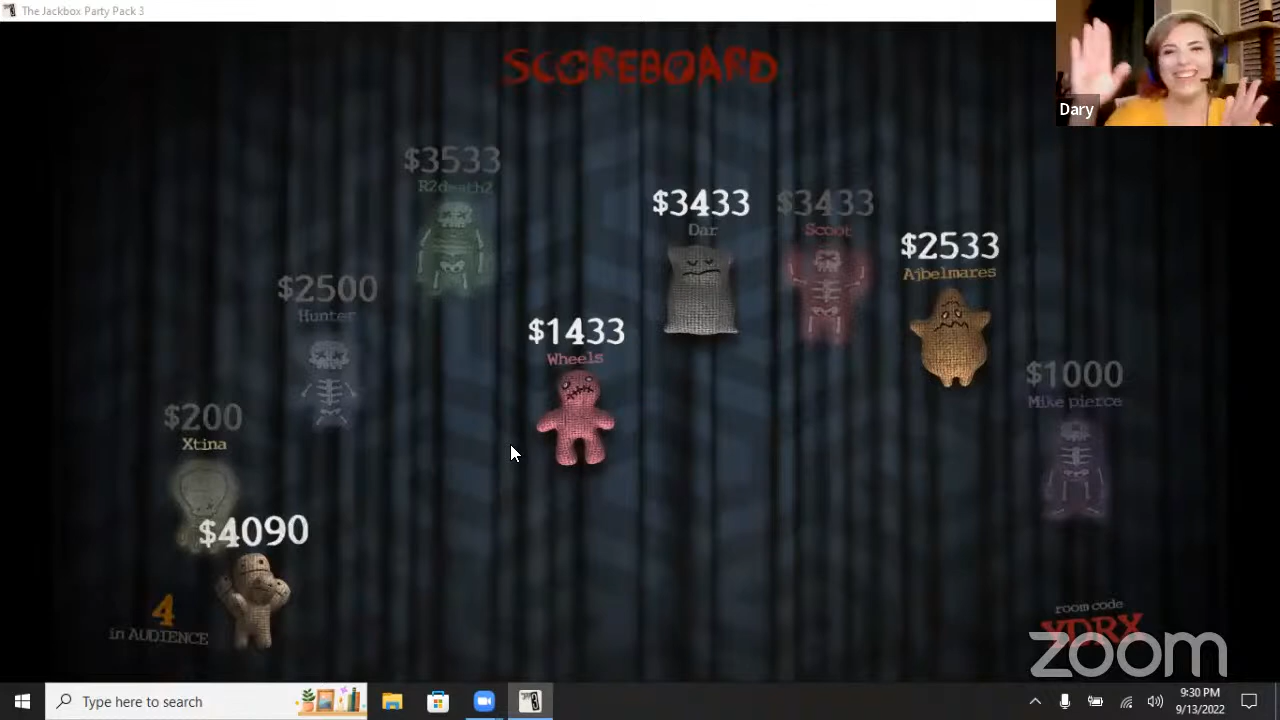 The Jackbox Party Pack 3
SCOREBOARD
Dary
$3533
R2death2
$3433
Dar
$3433
Scoot
$2533
Ajbelmares
$2500
Hunter
$1433
Wheels
$1000
Mike pierce
$200
Xtina
$4090
4
in AUDIENCE
room code
YDRX
zoom
Type here to search
9:30 PM
9/13/2022